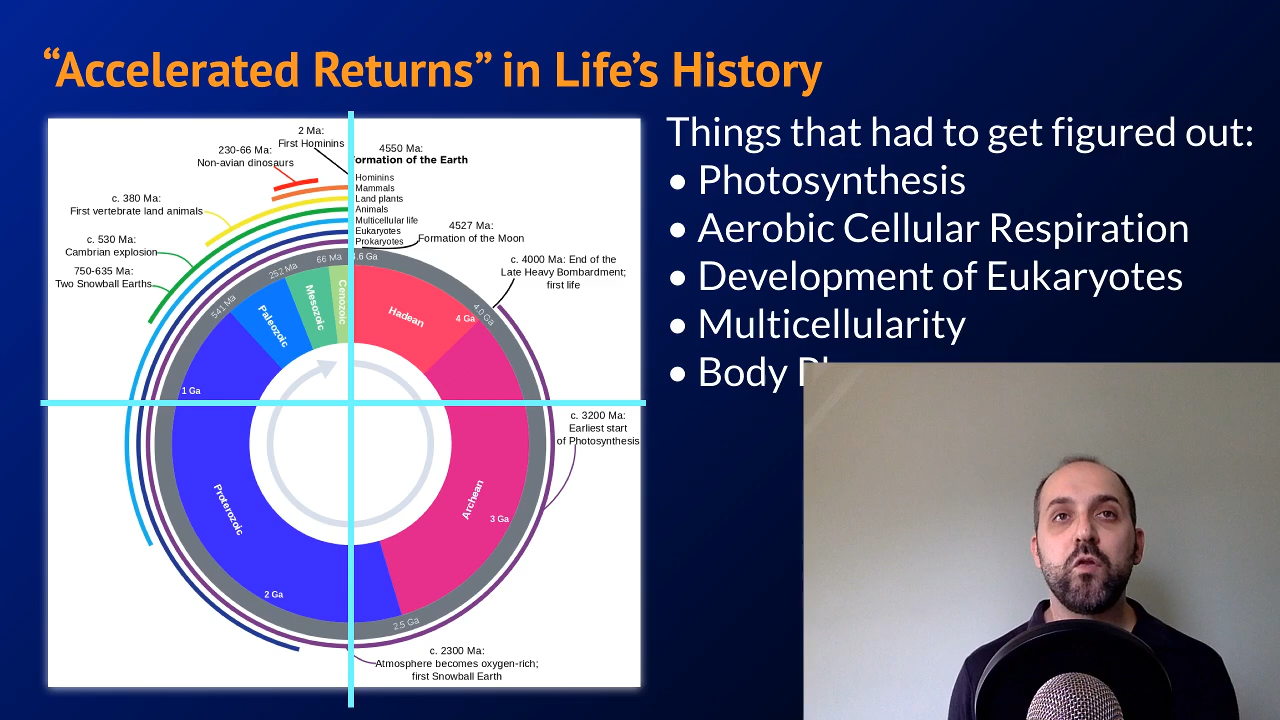 “Accelerated Returns” in Life’s History
2 Ma:
First Hominins
230-66 Ma:
Non-avian dinosaurs
c. 380 Ma:
First vertebrate land animals
c. 530 Ma:
Cambrian explosion
750-635 Ma:
Two Snowball Earths
4550 Ma:
Formation of the Earth
Hominins
Mammals
Land plants
Animals
Multicellular life
Eukaryotes
Prokaryotes
4527 Ma:
Formation of the Moon
c. 4000 Ma: End of the
Late Heavy Bombardment;
first life
c. 3200 Ma:
Earliest start
of Photosynthesis
c. 2300 Ma:
Atmosphere becomes oxygen-rich;
first Snowball Earth
4.6 Ga
4.0 Ga
2.5 Ga
541 Ma
252 Ma
66 Ma
Hadean
4 Ga
Archean
3 Ga
Proterozoic
2 Ga
1 Ga
Paleozoic
Mesozoic
Cenozoic
Things that had to get figured out:
• Photosynthesis
• Aerobic Cellular Respiration
• Development of Eukaryotes
• Multicellularity
• Body